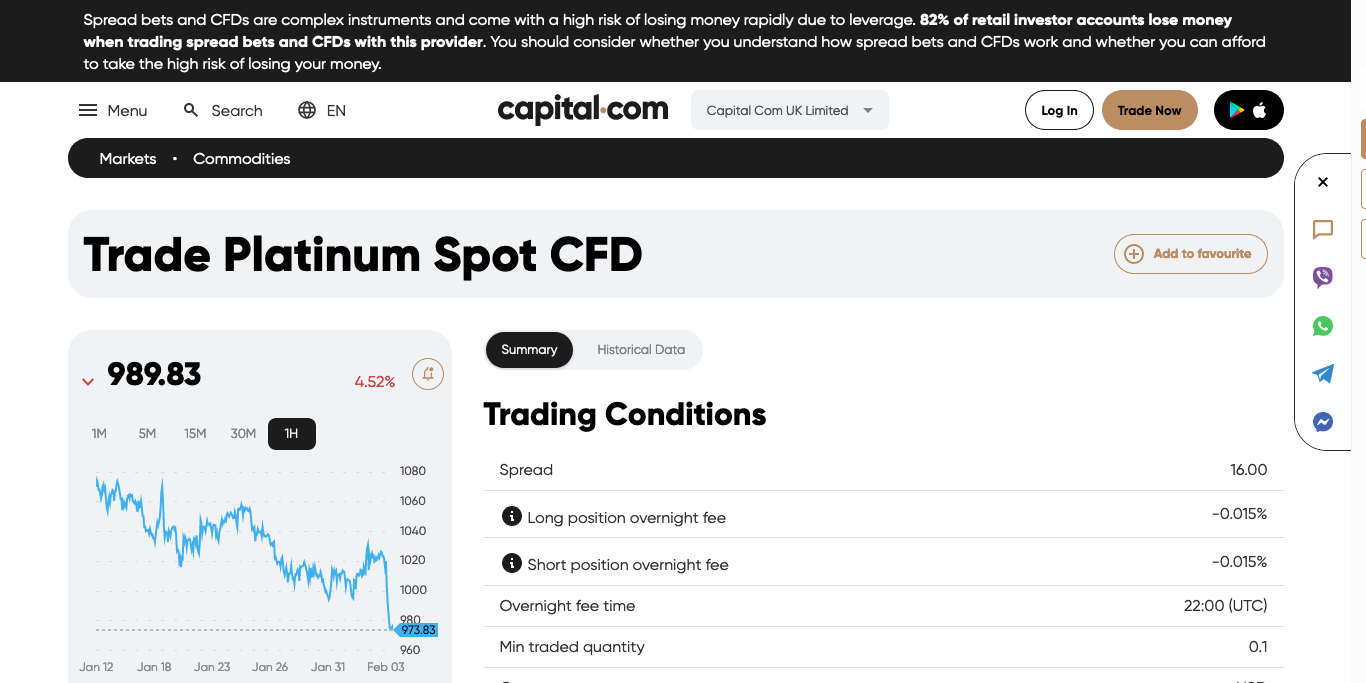 Spread bets and CFDs are complex instruments and come with a high risk of losing money rapidly due to leverage. 82% of retail investor accounts lose money
when trading spread bets and CFDs with this provider. You should consider whether you understand how spread bets and CFDs work and whether you can afford
to take the high risk of losing your money.
Menu
Search
EN
capital.com
Capital Com UK Limited
Log In
Trade Now
Markets • Commodities
Trade Platinum Spot CFD
Add to favourite
989.83
4.52%
1M 5M 15M 30M 1H
1080
1060
1040
1020
1000
980
973.83
960
Jan 12 Jan 18 Jan 23 Jan 26 Jan 31 Feb 03
Summary
Historical Data
Trading Conditions
Spread 16.00
Long position overnight fee -0.015%
Short position overnight fee -0.015%
Overnight fee time 22:00 (UTC)
Min traded quantity 0.1